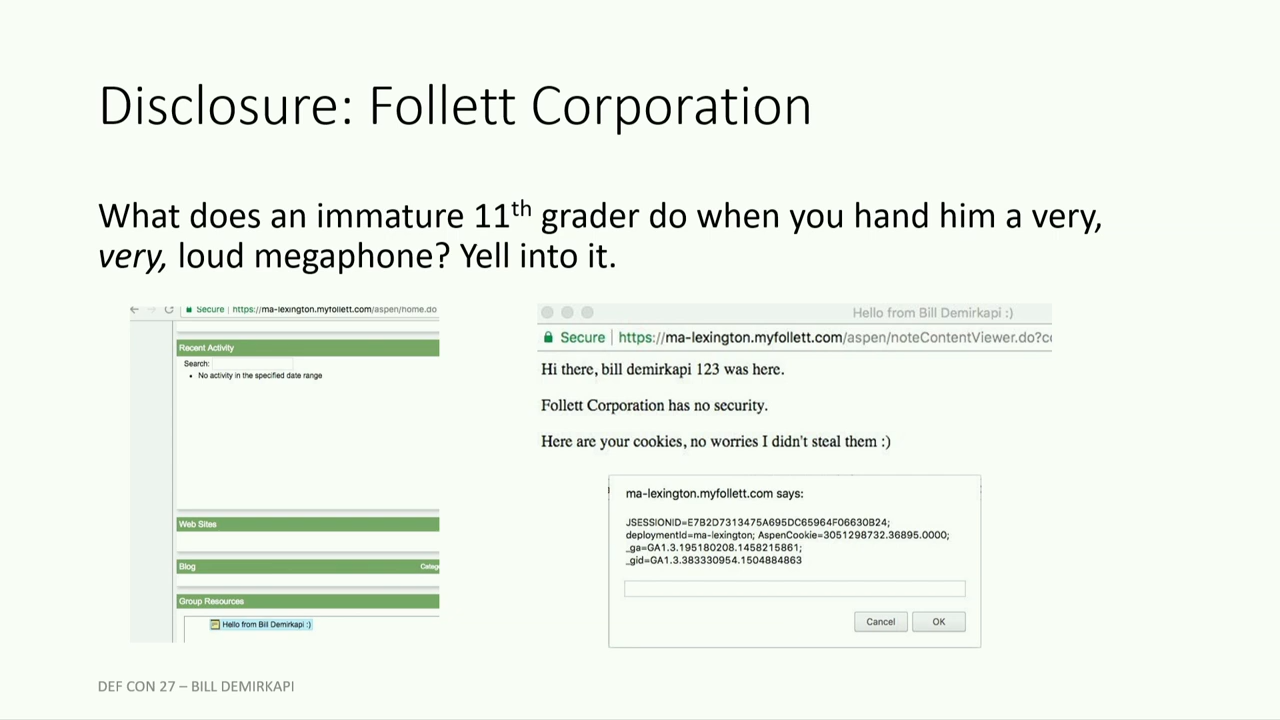 Disclosure: Follett Corporation
What does an immature 11th grader do when you hand him a very,
very, loud megaphone? Yell into it.
Secure | https://ma-lexington.myfollett.com/aspen/home.do
Recent Activity
Search:
• No activity in the specified date range
Web Sites
Blog Categ
Group Resources
Hello from Bill Demirkapi :)
Hello from Bill Demirkapi :)
Secure | https://ma-lexington.myfollett.com/aspen/noteContentViewer.do?c
Hi there, bill demirkapi 123 was here.
Follett Corporation has no security.
Here are your cookies, no worries I didn't steal them :)
ma-lexington.myfollett.com says:
JSESSIONID=E7B2D7313475A695DC65964F06630B24;
deploymentId=ma-lexington; AspenCookie=3051298732.36895.0000;
_ga=GA1.3.195180208.1458215861;
_gid=GA1.3.383330954.1504884863
Cancel OK
DEF CON 27 – BILL DEMIRKAPI